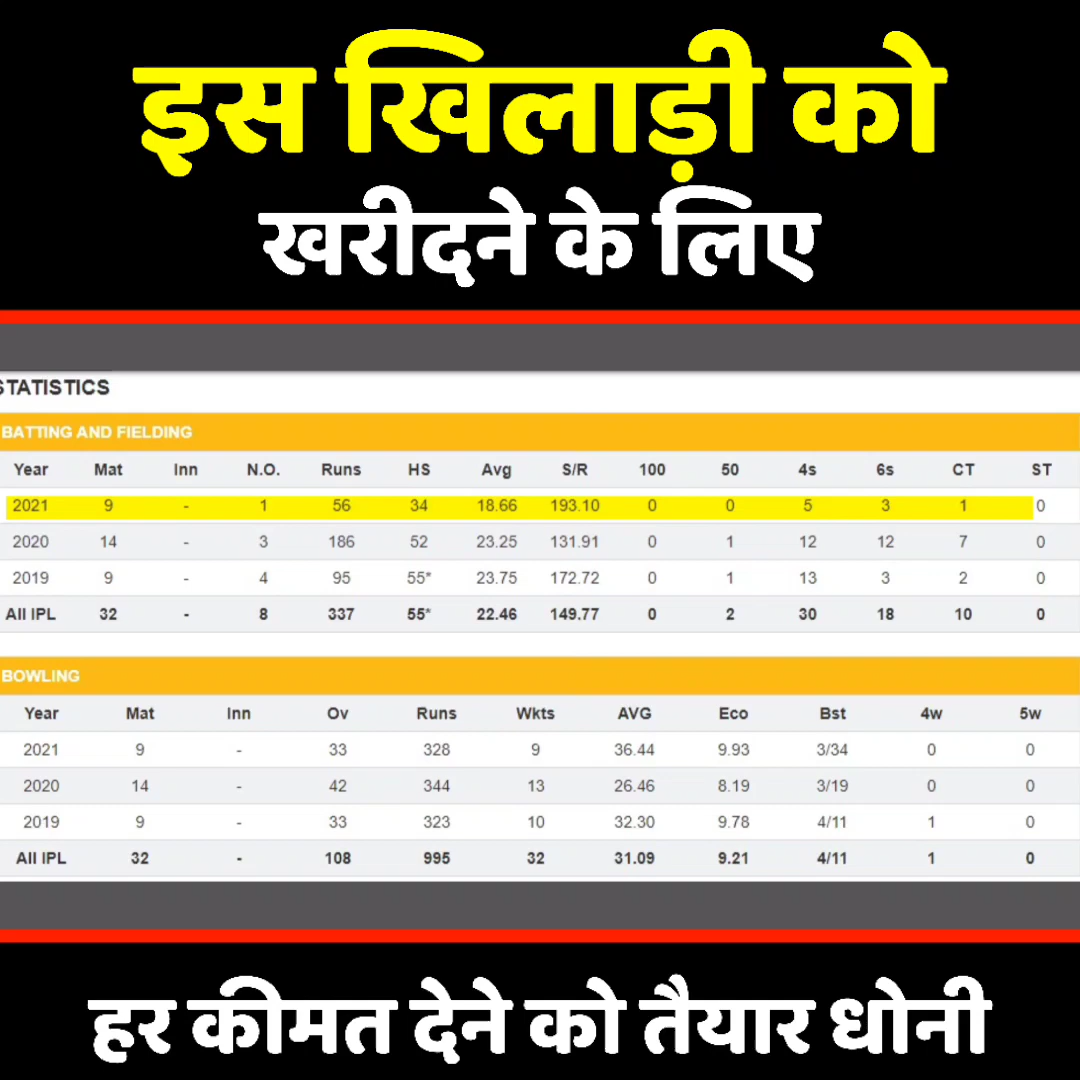 इस खिलाड़ी को
खरीदने के लिए
STATISTICS
BATTING AND FIELDING
Year Mat Inn N.O. Runs HS Avg S/R 100 50 4s 6s CT ST
2021 9 - 1 56 34 18.66 193.10 0 0 5 3 1 0
2020 14 - 3 186 52 23.25 131.91 0 1 12 12 7 0
2019 9 - 4 95 55* 23.75 172.72 0 1 13 3 2 0
All IPL 32 - 8 337 55* 22.46 149.77 0 2 30 18 10 0
BOWLING
Year Mat Inn Ov Runs Wkts AVG Eco Bst 4w 5w
2021 9 - 33 328 9 36.44 9.93 3/34 0 0
2020 14 - 42 344 13 26.46 8.19 3/19 0 0
2019 9 - 33 323 10 32.30 9.78 4/11 1 0
All IPL 32 - 108 995 32 31.09 9.21 4/11 1 0
हर कीमत देने को तैयार धोनी